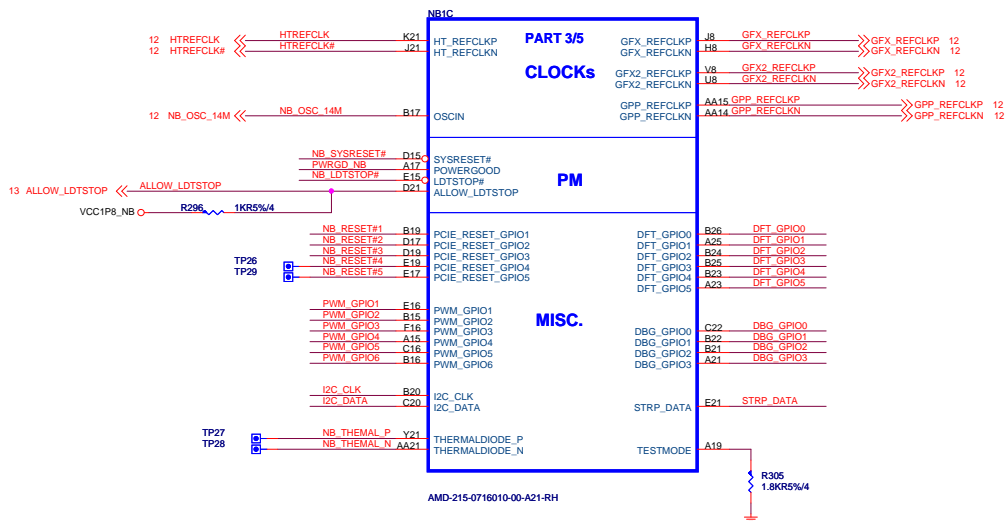 NB1C
PART 3/5
CLOCKs
12 HTREFCLK HTREFCLK K21 HT_REFCLKP GFX_REFCLKP J8 GFX_REFCLKP GFX_REFCLKP 12
12 HTREFCLK# HTREFCLK# J21 HT_REFCLKN GFX_REFCLKN H8 GFX_REFCLKN GFX_REFCLKN 12
GFX2_REFCLKP V8 GFX2_REFCLKP GFX2_REFCLKP 12
GFX2_REFCLKN U8 GFX2_REFCLKN GFX2_REFCLKN 12
GPP_REFCLKP AA15 GPP_REFCLKP GPP_REFCLKP 12
12 NB_OSC_14M NB_OSC_14M B17 OSCIN GPP_REFCLKN AA14 GPP_REFCLKN GPP_REFCLKN 12
PM
NB_SYSRESET# D15 SYSRESET#
PWRGD_NB A17 POWERGOOD
NB_LDTSTOP# E15 LDTSTOP#
13 ALLOW_LDTSTOP ALLOW_LDTSTOP D21 ALLOW_LDTSTOP
VCC1P8_NB R296 1KR5%/4
MISC.
NB_RESET#1 B19 PCIE_RESET_GPIO1 DFT_GPIO0 B26 DFT_GPIO0
NB_RESET#2 D17 PCIE_RESET_GPIO2 DFT_GPIO1 A25 DFT_GPIO1
NB_RESET#3 D19 PCIE_RESET_GPIO3 DFT_GPIO2 B24 DFT_GPIO2
TP26 NB_RESET#4 E19 PCIE_RESET_GPIO4 DFT_GPIO3 B25 DFT_GPIO3
TP29 NB_RESET#5 E17 PCIE_RESET_GPIO5 DFT_GPIO4 B23 DFT_GPIO4
DFT_GPIO5 A23 DFT_GPIO5
PWM_GPIO1 E16 PWM_GPIO1
PWM_GPIO2 B15 PWM_GPIO2
PWM_GPIO3 F16 PWM_GPIO3 DBG_GPIO0 C22 DBG_GPIO0
PWM_GPIO4 A15 PWM_GPIO4 DBG_GPIO1 B22 DBG_GPIO1
PWM_GPIO5 C16 PWM_GPIO5 DBG_GPIO2 B21 DBG_GPIO2
PWM_GPIO6 B16 PWM_GPIO6 DBG_GPIO3 A21 DBG_GPIO3
I2C_CLK B20 I2C_CLK
I2C_DATA C20 I2C_DATA STRP_DATA E21 STRP_DATA
TP27 NB_THEMAL_P Y21 THERMALDIODE_P
TP28 NB_THEMAL_N AA21 THERMALDIODE_N TESTMODE A19
R305
1.8KR5%/4
AMD-215-0716010-00-A21-RH